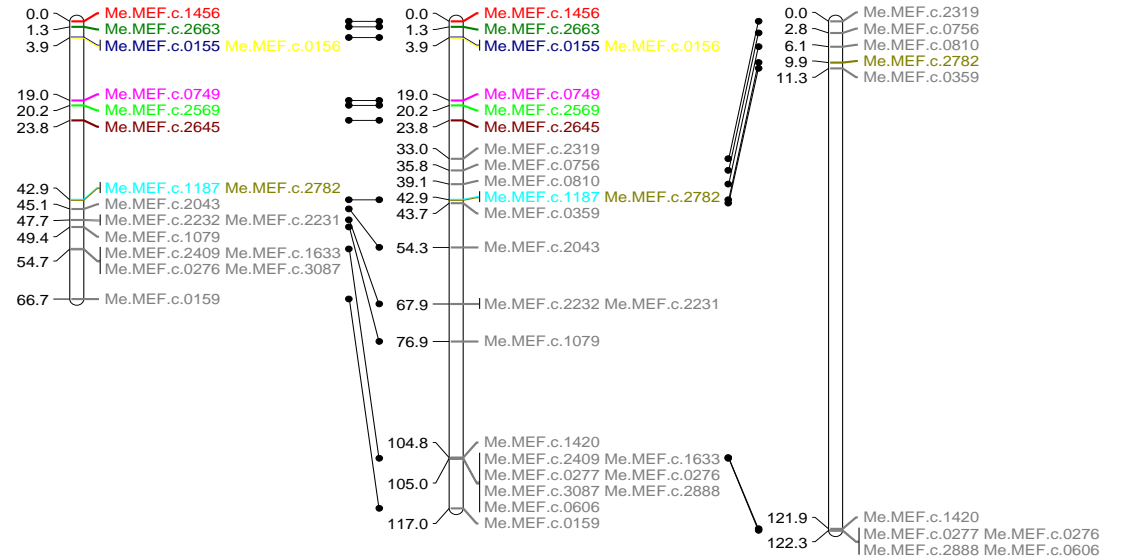 0.0 Me.MEF.c.1456
1.3 Me.MEF.c.2663
3.9 Me.MEF.c.0155 Me.MEF.c.0156
19.0 Me.MEF.c.0749
20.2 Me.MEF.c.2569
23.8 Me.MEF.c.2645
42.9 Me.MEF.c.1187 Me.MEF.c.2782
45.1 Me.MEF.c.2043
47.7 Me.MEF.c.2232 Me.MEF.c.2231
49.4 Me.MEF.c.1079
54.7 Me.MEF.c.2409 Me.MEF.c.1633
Me.MEF.c.0276 Me.MEF.c.3087
66.7 Me.MEF.c.0159
0.0 Me.MEF.c.1456
1.3 Me.MEF.c.2663
3.9 Me.MEF.c.0155 Me.MEF.c.0156
19.0 Me.MEF.c.0749
20.2 Me.MEF.c.2569
23.8 Me.MEF.c.2645
33.0 Me.MEF.c.2319
35.8 Me.MEF.c.0756
39.1 Me.MEF.c.0810
42.9 Me.MEF.c.1187 Me.MEF.c.2782
43.7 Me.MEF.c.0359
54.3 Me.MEF.c.2043
67.9 Me.MEF.c.2232 Me.MEF.c.2231
76.9 Me.MEF.c.1079
104.8 Me.MEF.c.1420
Me.MEF.c.2409 Me.MEF.c.1633
105.0 Me.MEF.c.0277 Me.MEF.c.0276
Me.MEF.c.3087 Me.MEF.c.2888
Me.MEF.c.0606
117.0 Me.MEF.c.0159
0.0 Me.MEF.c.2319
2.8 Me.MEF.c.0756
6.1 Me.MEF.c.0810
9.9 Me.MEF.c.2782
11.3 Me.MEF.c.0359
121.9 Me.MEF.c.1420
122.3 Me.MEF.c.0277 Me.MEF.c.0276
Me.MEF.c.2888 Me.MEF.c.0606